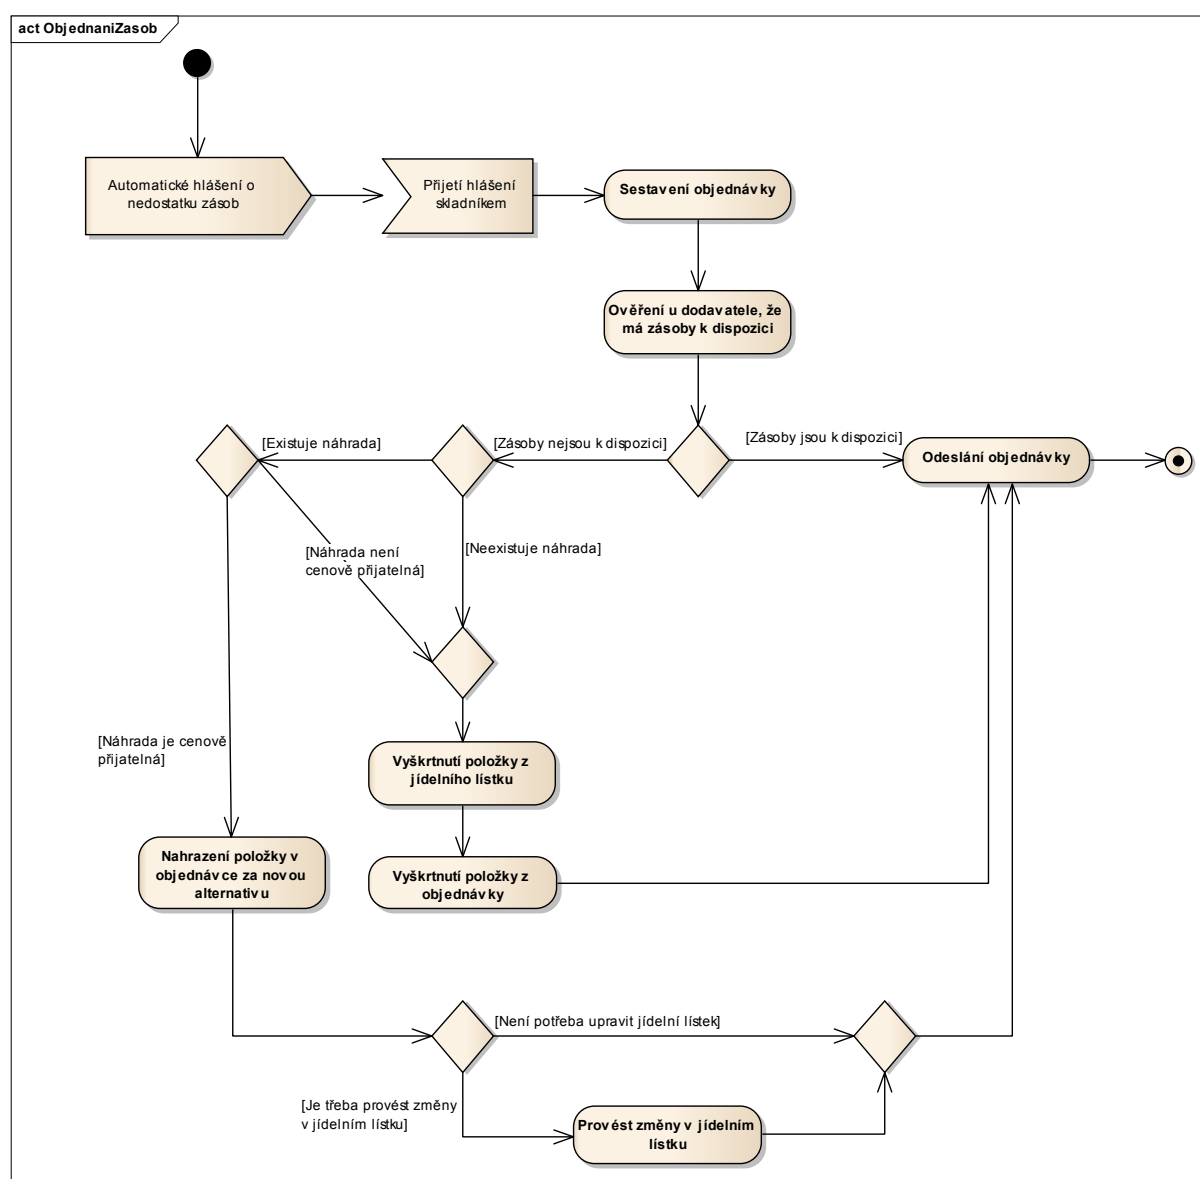 act ObjednaniZasob
Automatické hlášení o
nedostatku zásob
Přijetí hlášení
skladníkem
Sestavení objednávky
Ověření u dodavatele, že
má zásoby k dispozici
[Existuje náhrada]
[Zásoby nejsou k dispozici]
[Zásoby jsou k dispozici]
Odeslání objednávky
[Náhrada není
cenově přijatelná]
[Neexistuje náhrada]
[Náhrada je cenově
přijatelná]
Vyškrtnutí položky z
jídelního lístku
Nahrazení položky v
objednávce za novou
alternativu
Vyškrtnutí položky z
objednávky
[Není potřeba upravit jídelní lístek]
[Je třeba provést změny
v jídelním lístku]
Provést změny v jídelním
lístku